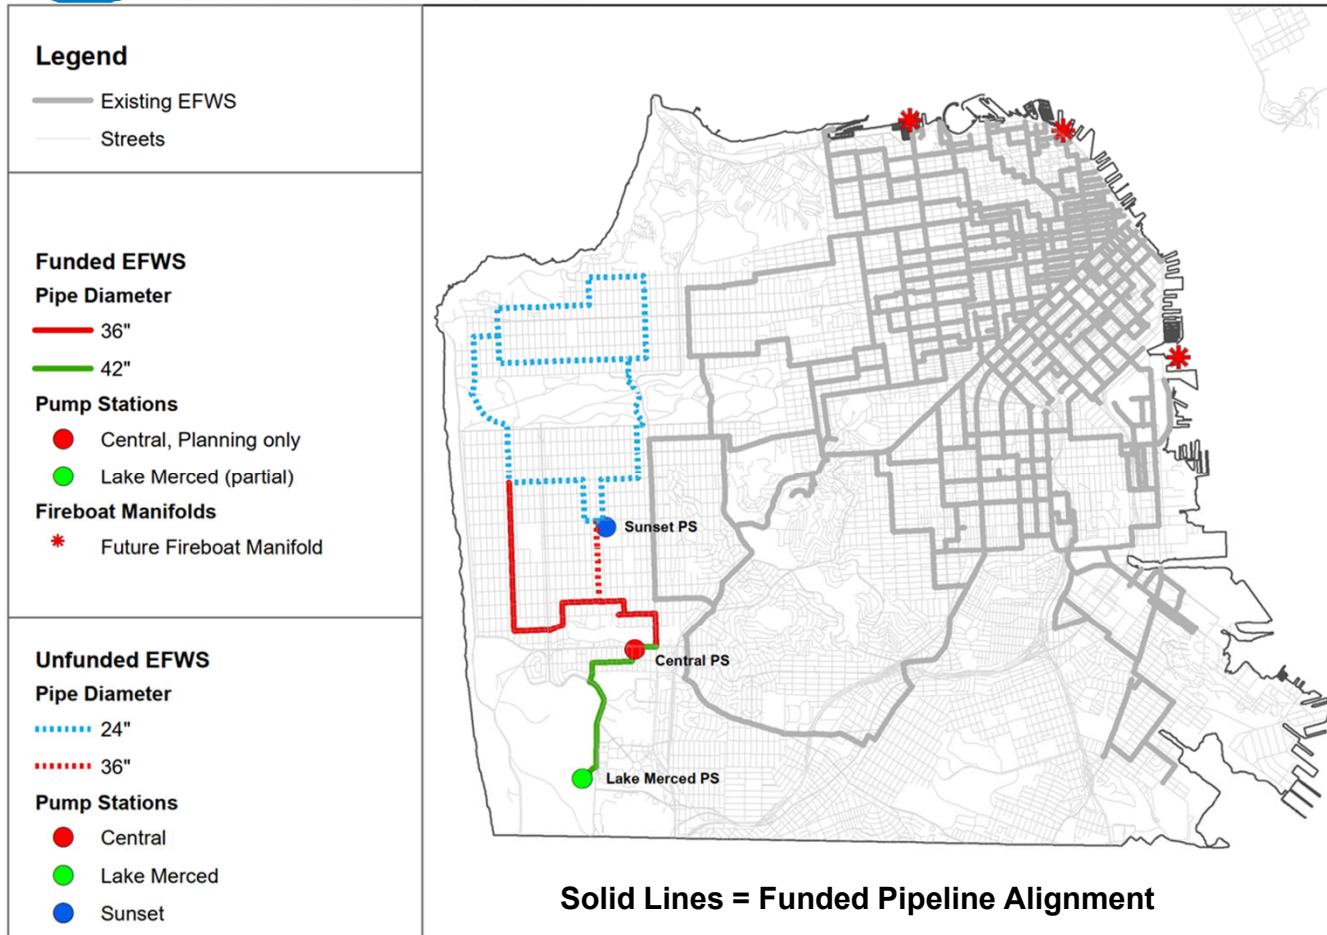 Legend
Existing EFWS
Streets
Funded EFWS
Pipe Diameter
36"
42"
Pump Stations
Central, Planning only
Lake Merced (partial)
Fireboat Manifolds
Future Fireboat Manifold
Unfunded EFWS
Pipe Diameter
24"
36"
Pump Stations
Central
Lake Merced
Sunset
Sunset PS
Central PS
Lake Merced PS
Solid Lines = Funded Pipeline Alignment